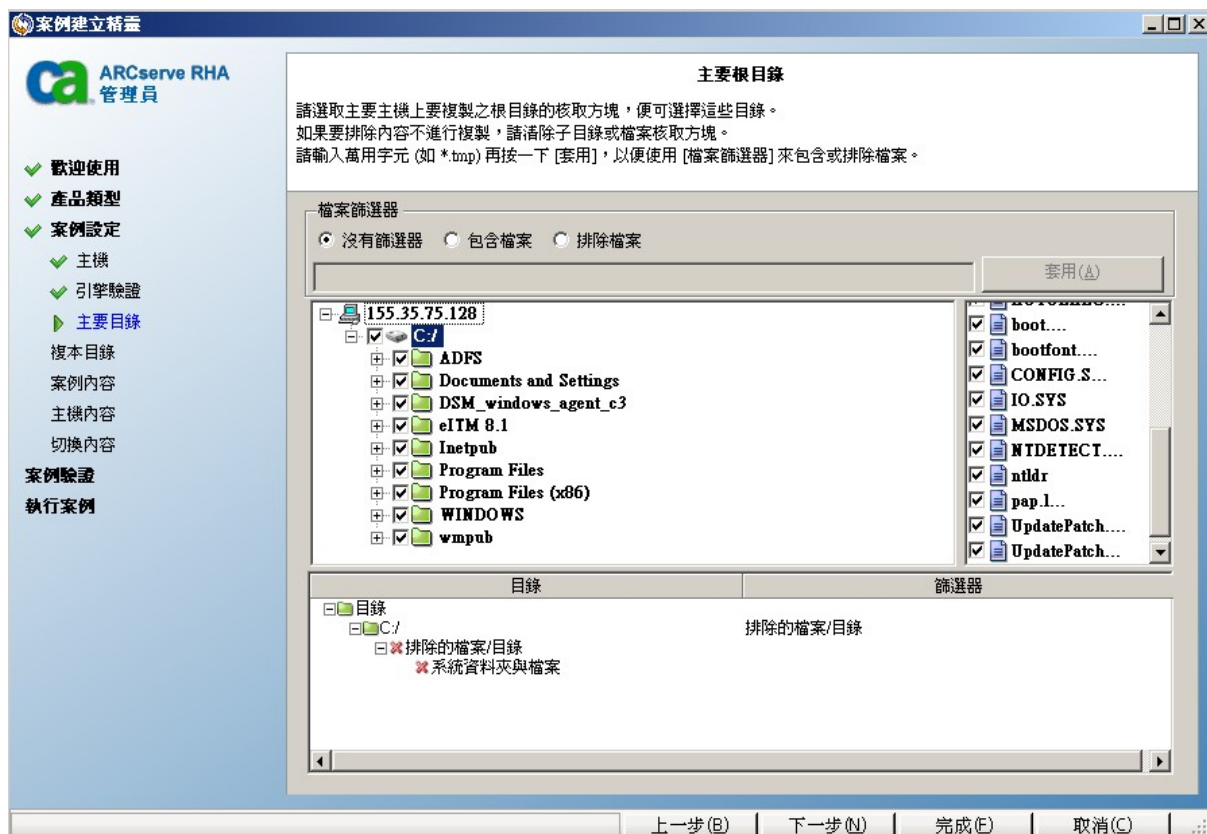 案例建立精靈
ca
ARCserve RHA
管理員
歡迎使用
產品類型
案例設定
主機
引擎驗證
主要目錄
複本目錄
案例內容
主機內容
切換內容
案例驗證
執行案例
主要根目錄
請選取主要主機上要複製之根目錄的核取方塊，便可選擇這些目錄。
如果要排除內容不進行複製，請清除子目錄或檔案核取方塊。
請輸入萬用字元 (如 *.tmp) 再按一下 [套用]，以便使用 [檔案篩選器] 來包含或排除檔案。
檔案篩選器
沒有篩選器 包含檔案 排除檔案
套用(A)
155.35.75.128
C:/
ADFS
Documents and Settings
DSM_windows_agent_c3
eITM 8.1
Inetpub
Program Files
Program Files (x86)
WINDOWS
wmpub
boot....
bootfont....
CONFIG.S...
IO.SYS
MSDOS.SYS
NTDETECT....
ntldr
pap.l...
UpdatePatch....
UpdatePatch...
目錄 篩選器
目錄
C:/ 排除的檔案/目錄
排除的檔案/目錄
系統資料夾與檔案
上一步(B) 下一步(N) 完成(F) 取消(C)